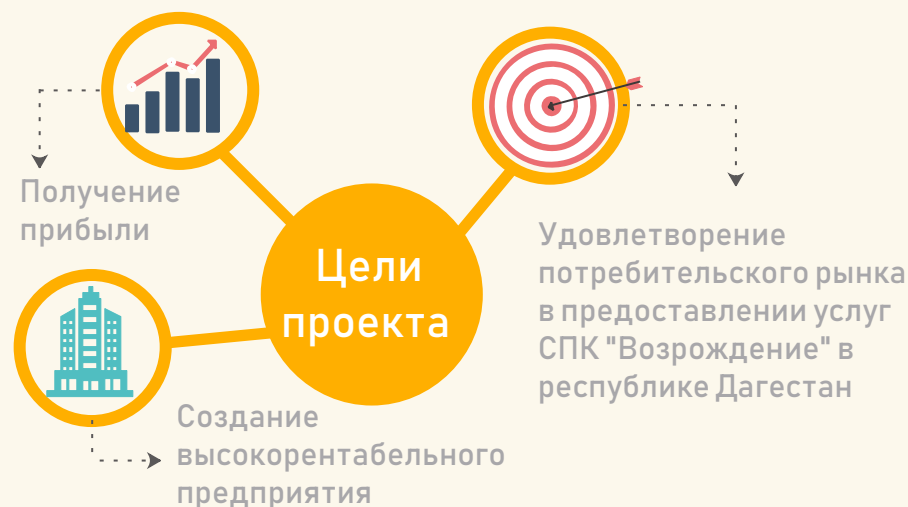 Цели
проекта
Получение
прибыли
Создание
высокорентабельного
предприятия
Удовлетворение
потребительского рынка
в предоставлении услуг
СПК "Возрождение" в
республике Дагестан